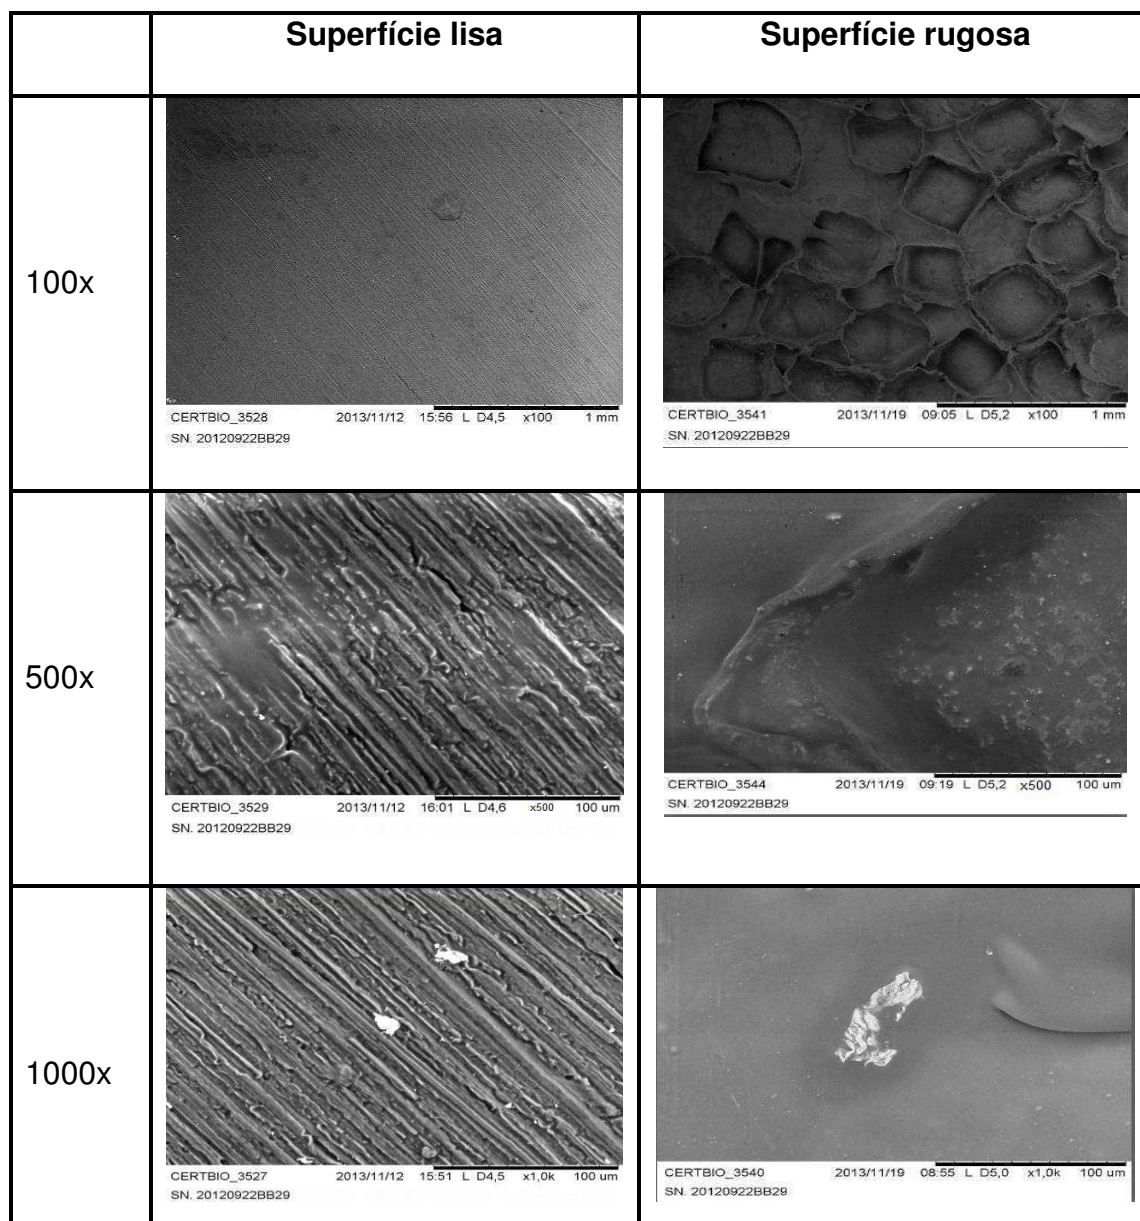 Superfície lisa Superfície rugosa
100x
CERTBIO_3528 2013/11/12 15:56 L D4,5 x100 1 mm
SN. 20120922BB29
CERTBIO_3541 2013/11/19 09:05 L D5,2 x100 1 mm
SN. 20120922BB29
500x
CERTBIO_3529 2013/11/12 16:01 L D4,6 x500 100 um
SN. 20120922BB29
CERTBIO_3544 2013/11/19 09:19 L D5,2 x500 100 um
SN. 20120922BB29
1000x
CERTBIO_3527 2013/11/12 15:51 L D4,5 x1,0k 100 um
SN. 20120922BB29
CERTBIO_3540 2013/11/19 08:55 L D5,0 x1,0k 100 um
SN. 20120922BB29